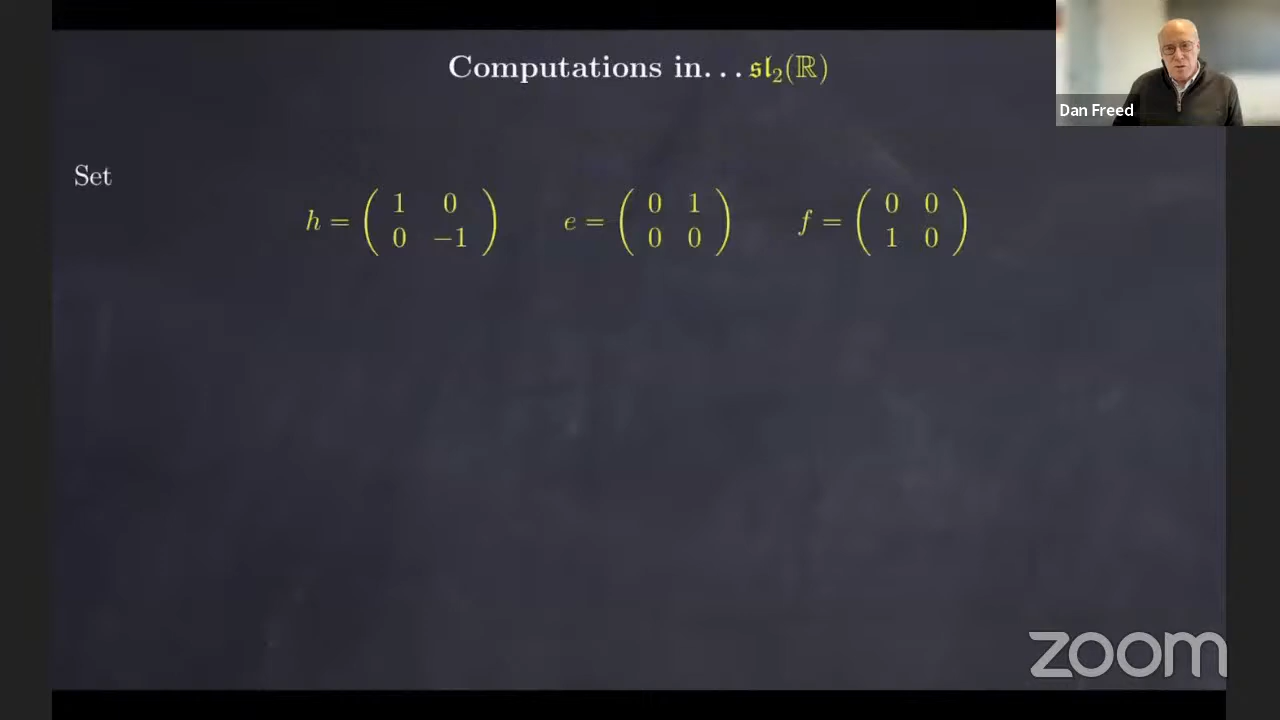 Computations in... 𝔰𝔩₂(ℝ)
Dan Freed
Set
h = ( 1 0 ; 0 −1 ) e = ( 0 1 ; 0 0 ) f = ( 0 0 ; 1 0 )
zoom